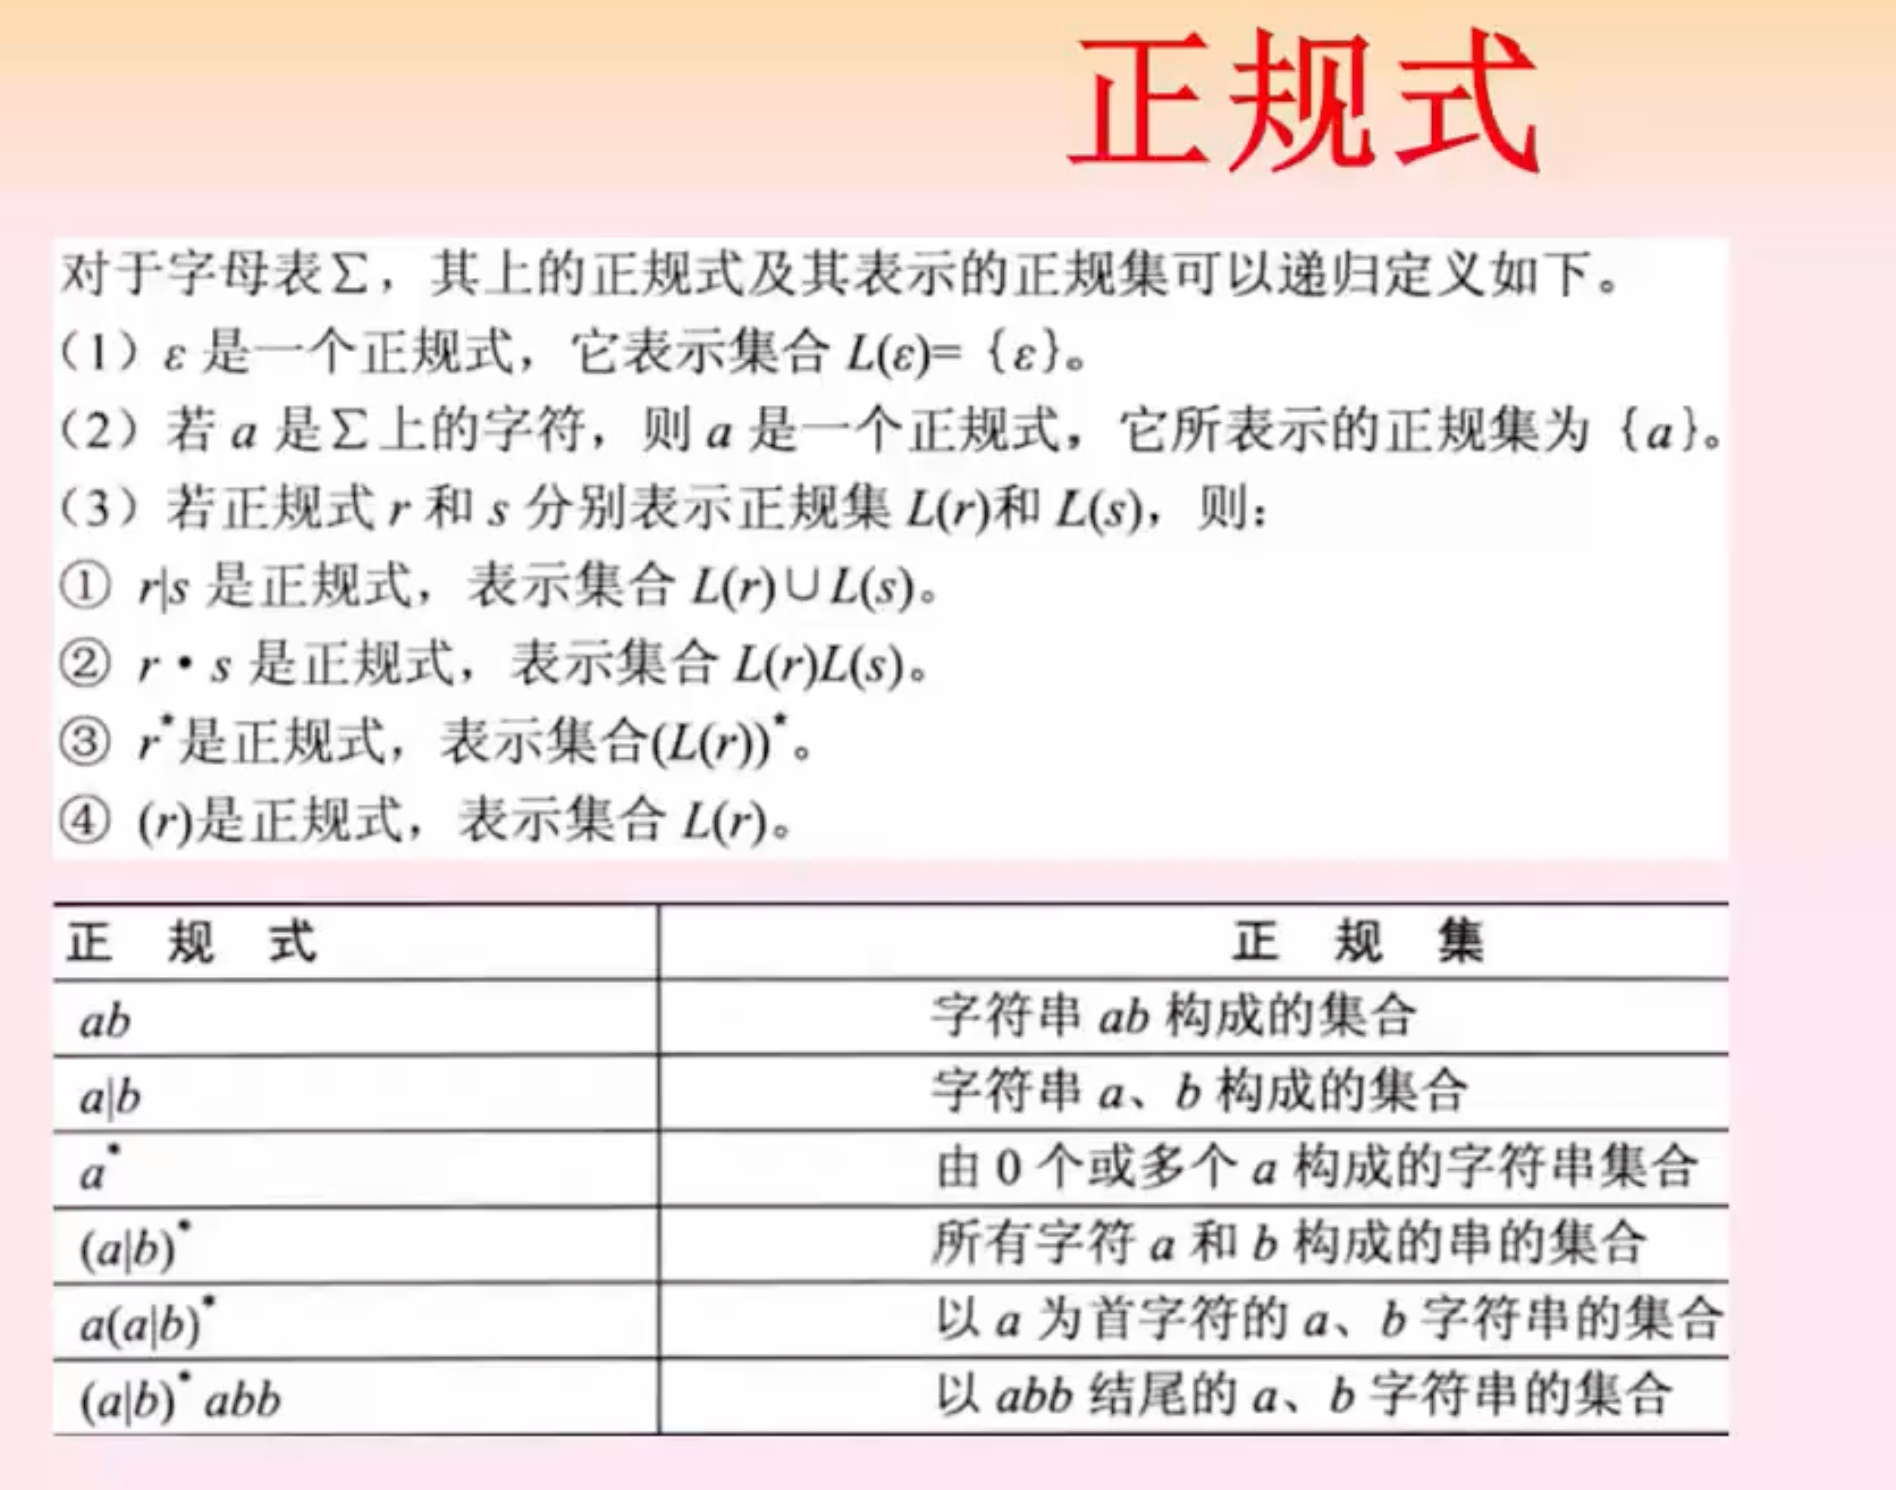 正规式
对于字母表∑，其上的正规式及其表示的正规集可以递归定义如下。
（1）ε 是一个正规式，它表示集合 L(ε)= {ε}。
（2）若 a 是∑上的字符，则 a 是一个正规式，它所表示的正规集为 {a}。
（3）若正规式 r 和 s 分别表示正规集 L(r)和 L(s)，则：
① r|s 是正规式，表示集合 L(r)∪L(s)。
② r • s 是正规式，表示集合 L(r)L(s)。
③ r*是正规式，表示集合(L(r))*。
④ (r)是正规式，表示集合 L(r)。
正 规 式 正 规 集
ab 字符串 ab 构成的集合
a|b 字符串 a、b 构成的集合
a* 由 0 个或多个 a 构成的字符串集合
(a|b)* 所有字符 a 和 b 构成的串的集合
a(a|b)* 以 a 为首字符的 a、b 字符串的集合
(a|b)* abb 以 abb 结尾的 a、b 字符串的集合